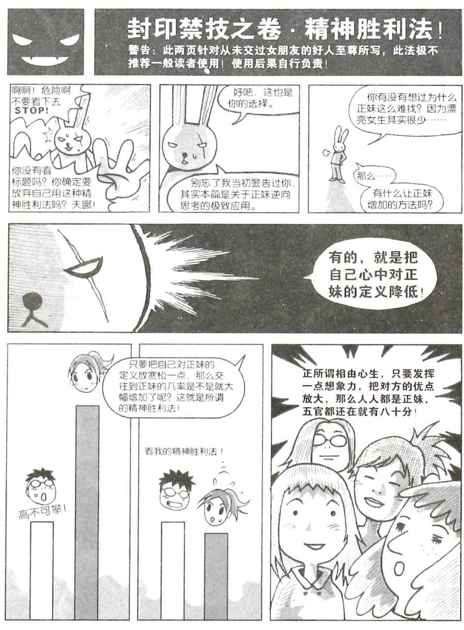 封印禁技之卷·精神胜利法！
警告：此两页针对从未交过女朋友的好人至尊所写，此法极不
推荐一般读者使用！使用后果自行负责！
啊啊！危险啊
不要看下去
STOP!
你没有看
标题吗？你确定要
放弃自己用这种精
神胜利法吗？天啊！
好吧，这也是
你的选择。
别忘了我当初警告过你，
其实本篇是关于正妹逆向
思考的极致应用。
你有没有想过为什么
正妹这么难找？因为漂
亮女生其实很少……
那么……
有什么让正妹
增加的方法吗？
有的，就是把
自己心中对正
妹的定义降低！
只要把自己对正妹的
定义放宽松一点，那么交
往到正妹的几率是不是就大
幅增加了呢？这就是所谓
的精神胜利法！
高不可攀！
看我的精神胜利法！
正所谓相由心生，只要发挥
一点想象力，把对方的优点
放大，那么人人都是正妹，
五官都还在就有八十分！